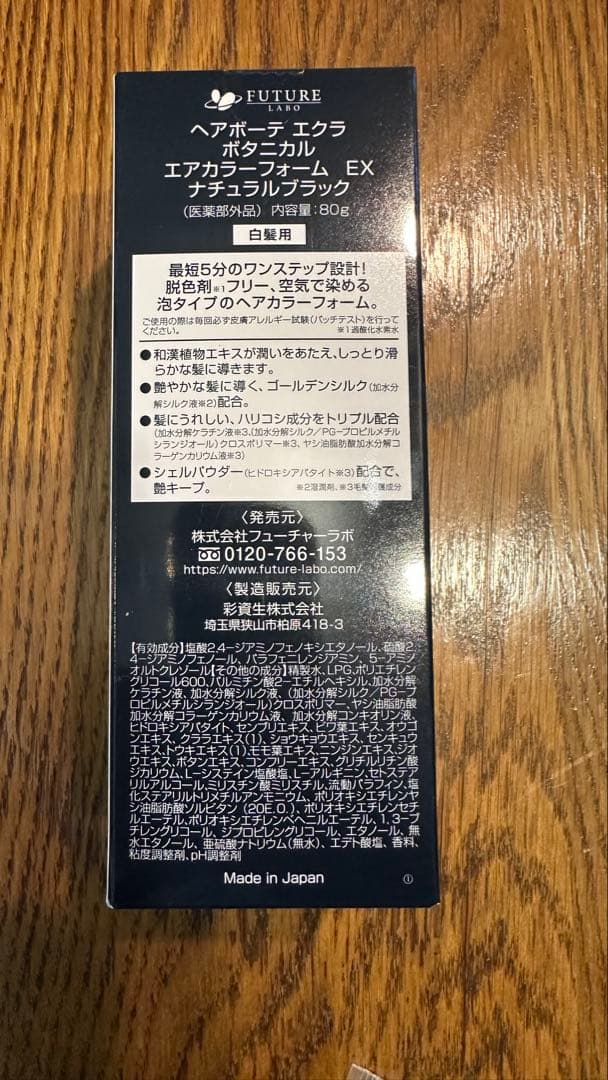 FUTURE
LABO
ヘアボーテ エクラ
ボタニカル
エアカラーフォーム EX
ナチュラルブラック
(医薬部外品) 内容量:80g
白髪用
最短5分のワンステップ設計!
脱色剤※1フリー、空気で染める
泡タイプのヘアカラーフォーム。
ご使用の際は毎回必ず皮膚アレルギー試験(パッチテスト)を行って
ください。 ※1過酸化水素水
●和漢植物エキスが潤いをあたえ、しっとり滑
らかな髪に導きます。
●艶やかな髪に導く、ゴールデンシルク(加水分
解シルク液※2)配合。
●髪にうれしい、ハリコシ成分をトリプル配合
(加水分解ケラチン液※3、(加水分解シルク/PG-プロピルメチル
シランジオール)クロスポリマー※3、ヤシ油脂肪酸加水分解コ
ラーゲンカリウム液※3)
●シェルパウダー(ヒドロキシアパタイト※3)配合で、
艶キープ。 ※2湿潤剤、※3毛髪保護成分
〈発売元〉
株式会社フューチャーラボ
0120-766-153
https://www.future-labo.com/
〈製造販売元〉
彩資生株式会社
埼玉県狭山市柏原418-3
【有効成分】塩酸2,4-ジアミノフェノキシエタノール、硫酸2,
4-ジアミノフェノール、パラフェニレンジアミン、5-アミノ
オルトクレゾール【その他の成分】精製水、LPG、ポリエチレン
グリコール600、パルミチン酸2-エチルヘキシル、加水分解
ケラチン液、加水分解シルク液、(加水分解シルク/PG-プ
ロピルメチルシランジオール)クロスポリマー、ヤシ油脂肪酸
加水分解コラーゲンカリウム液、加水分解コンキオリン液、
ヒドロキシアパタイト、センブリエキス、ビワ葉エキス、オウゴ
ンエキス、クララエキス(1)、ショウキョウエキス、センキュウ
エキス、トウキエキス(1)、モモ葉エキス、ニンジンエキス、ジオ
ウエキス、ボタンエキス、コンフリーエキス、グリチルリチン酸
ジカリウム、L-システイン塩酸塩、L-アルギニン、セトステア
リルアルコール、ミリスチン酸ミリスチル、流動パラフィン、塩
化ステアリルトリメチルアンモニウム、ポリオキシエチレンヤ
シ油脂肪酸ソルビタン(20E.O.)、ポリオキシエチレンセチ
ルエーテル、ポリオキシエチレンベヘニルエーテル、1,3-ブ
チレングリコール、ジプロピレングリコール、エタノール、無
水エタノール、亜硫酸ナトリウム(無水)、エデト酸塩、香料、
粘度調整剤、pH調整剤
Made in Japan ①